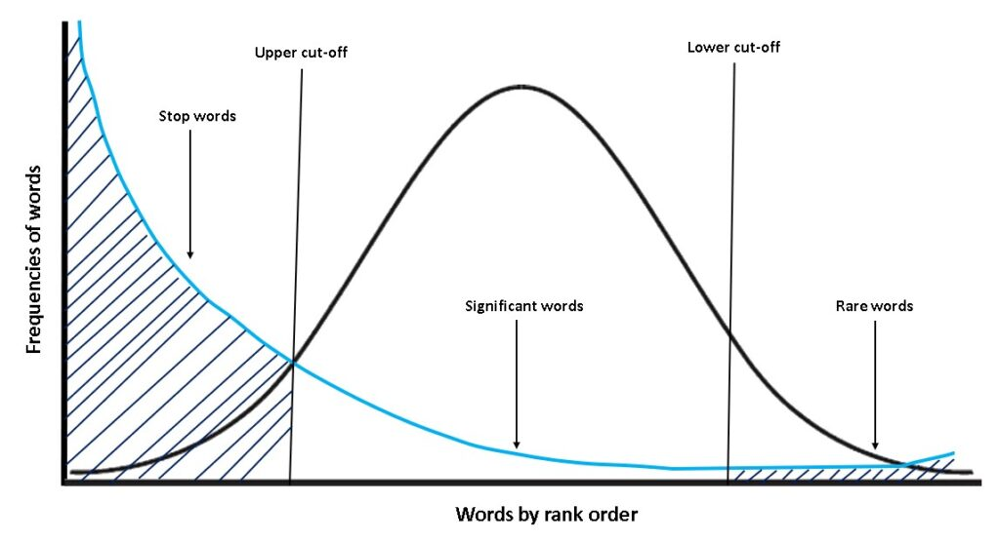 Upper cut-off
Lower cut-off
Stop words
Significant words
Rare words
Frequencies of words
Words by rank order